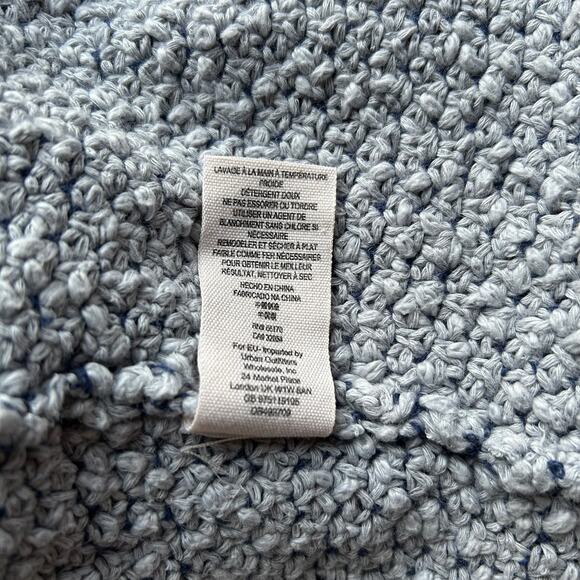 LAVAGE À LA MAIN À TEMPÉRATURE
FROIDE
DÉTERGENT DOUX
NE PAS ESSORER OU TORDRE
UTILISER UN AGENT DE
BLANCHIMENT SANS CHLORE SI
NÉCESSAIRE
REMODELER ET SÉCHER À PLAT
FAIBLE COMME FER NÉCESSAIRES
POUR OBTENIR LE MEILLEUR
RÉSULTAT, NETTOYER À SEC
HECHO EN CHINA
FABRICADO NA CHINA
RN# 66170
CA# 32054
For EU- Imported by
Urban Outfitters
Wholesale, Inc
24 Market Place
London UK W1W 8AN